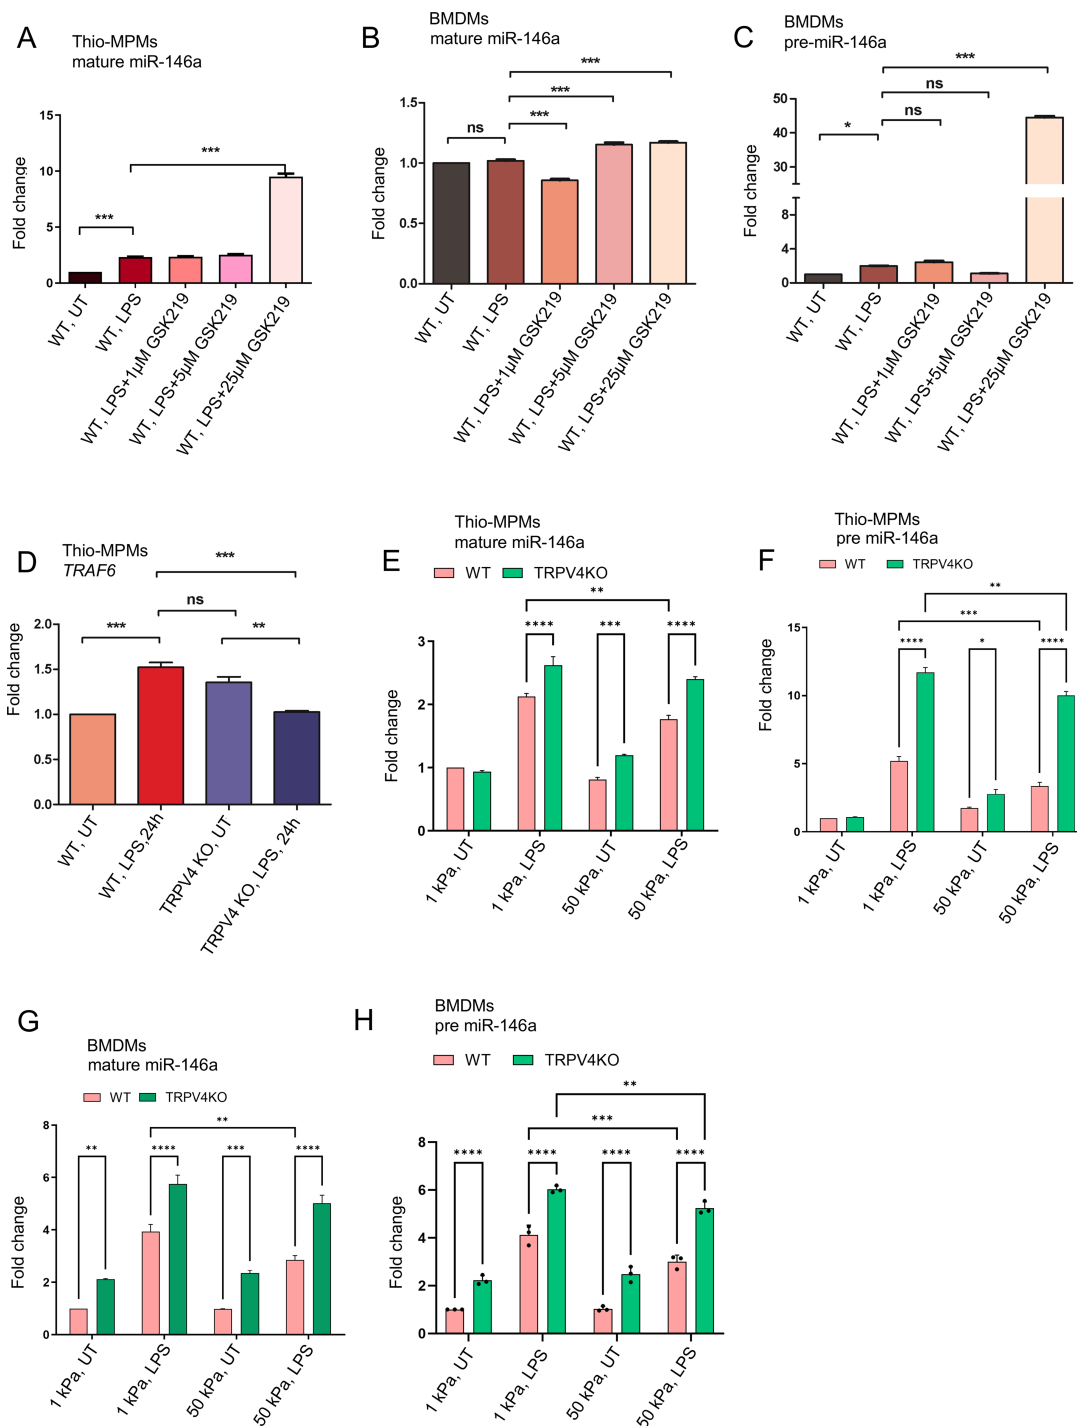 A
Thio-MPMs
mature miR-146a
Fold change
15
10
5
0
***
***
WT, UT
WT, LPS
WT, LPS+1μM GSK219
WT, LPS+5μM GSK219
WT, LPS+25μM GSK219
B
BMDMs
mature miR-146a
Fold change
1.5
1.0
0.5
0.0
ns
***
***
***
WT, UT
WT, LPS
WT, LPS+1μM GSK219
WT, LPS+5μM GSK219
WT, LPS+25μM GSK219
C
BMDMs
pre-miR-146a
Fold change
50
40
30
8
4
0
*
ns
ns
***
WT, UT
WT, LPS
WT, LPS+1μM GSK219
WT, LPS+5μM GSK219
WT, LPS+25μM GSK219
D
Thio-MPMs
TRAF6
Fold change
2.0
1.5
1.0
0.5
0.0
***
ns
***
**
WT, UT
WT, LPS,24h
TRPV4 KO, UT
TRPV4 KO, LPS, 24h
E
Thio-MPMs
mature miR-146a
WT TRPV4KO
Fold change
3
2
1
0
**
**** *** ****
1 kPa, UT
1 kPa, LPS
50 kPa, UT
50 kPa, LPS
F
Thio-MPMs
pre miR-146a
WT TRPV4KO
Fold change
15
10
5
0
**
***
**** * ****
1 kPa, UT
1 kPa, LPS
50 kPa, UT
50 kPa, LPS
G
BMDMs
mature miR-146a
WT TRPV4KO
Fold change
8
6
4
2
0
**
** **** *** ****
1 kPa, UT
1 kPa, LPS
50 kPa, UT
50 kPa, LPS
H
BMDMs
pre miR-146a
WT TRPV4KO
Fold change
8
6
4
2
0
**
***
**** **** **** ****
1 kPa, UT
1 kPa, LPS
50 kPa, UT
50 kPa, LPS